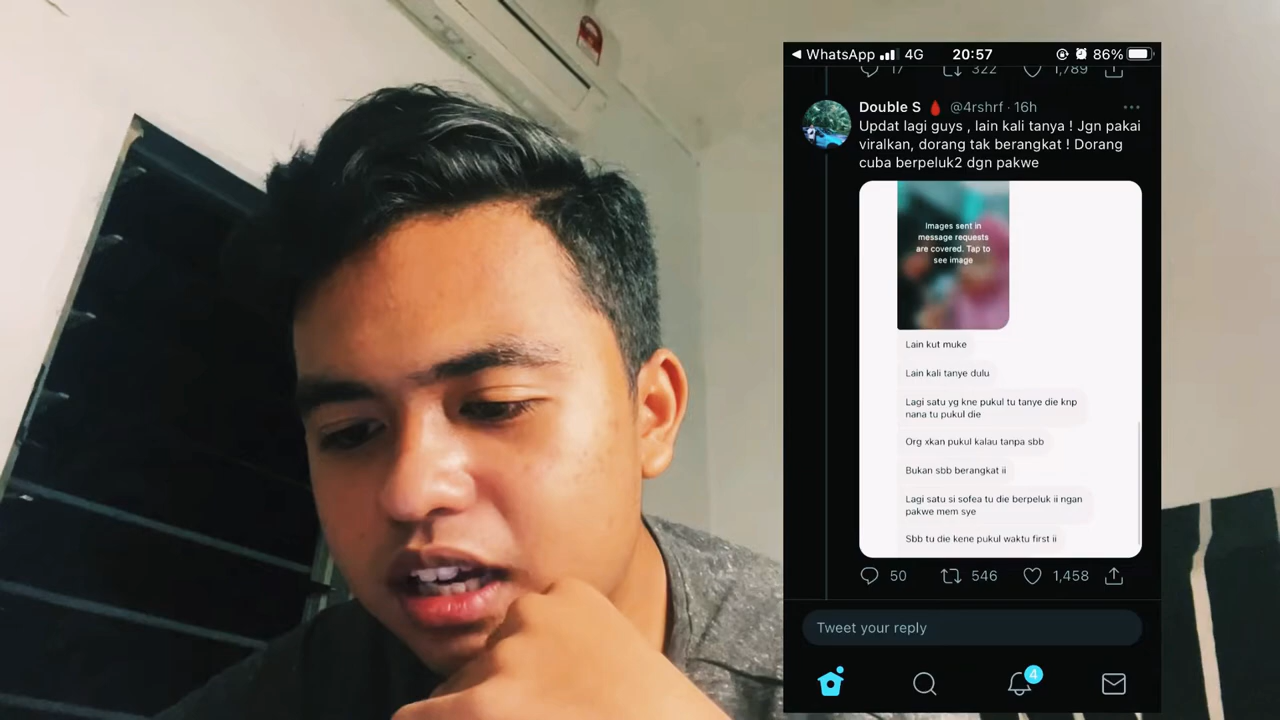 WhatsApp 4G 20:57 86%
17 322 1,789
Double S @4rshrf · 16h
Updat lagi guys , lain kali tanya ! Jgn pakai
viralkan, dorang tak berangkat ! Dorang
cuba berpeluk2 dgn pakwe
Images sent in
message requests
are covered. Tap to
see image
Lain kut muke
Lain kali tanye dulu
Lagi satu yg kne pukul tu tanye die knp
nana tu pukul die
Org xkan pukul kalau tanpa sbb
Bukan sbb berangkat ii
Lagi satu si sofea tu die berpeluk ii ngan
pakwe mem sye
Sbb tu die kene pukul waktu first ii
50 546 1,458
Tweet your reply
4